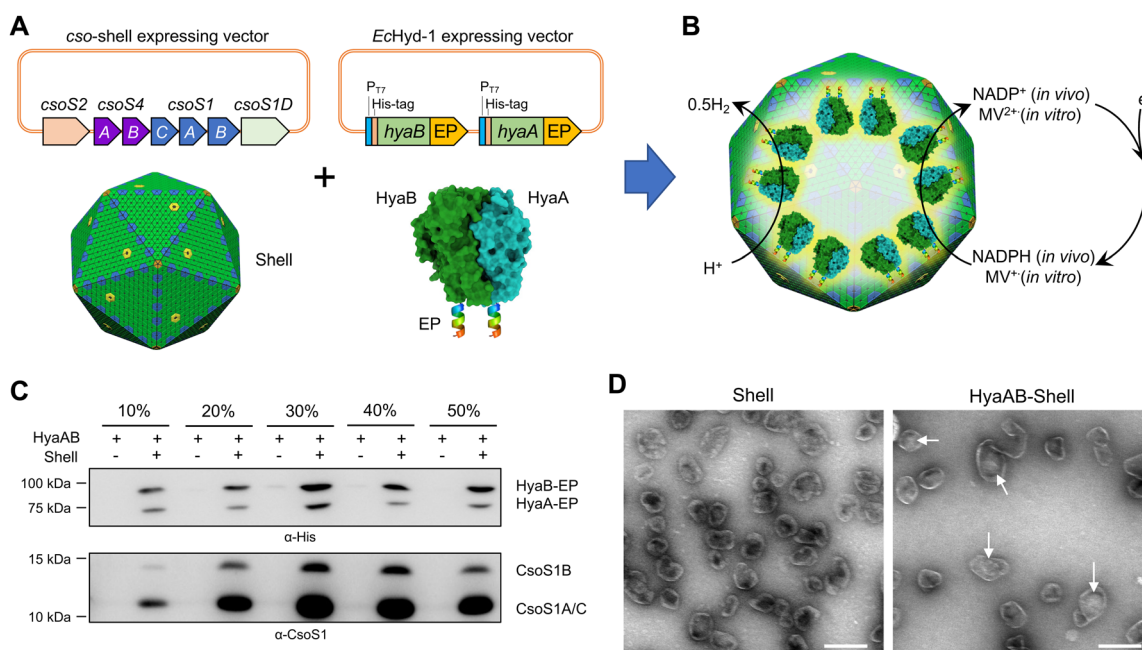 A
cso-shell expressing vector
csoS2 csoS4 csoS1 csoS1D
A B C A B
Shell
+
EcHyd-1 expressing vector
PT7 PT7
His-tag His-tag
hyaB EP hyaA EP
HyaB HyaA
EP
B
0.5H2
H+
NADP+ (in vivo)
MV2+(in vitro)
e
NADPH (in vivo)
MV+·(in vitro)
C
10% 20% 30% 40% 50%
HyaAB + + + + + + + + + +
Shell - + - + - + - + - +
100 kDa HyaB-EP
75 kDa HyaA-EP
α-His
15 kDa CsoS1B
10 kDa CsoS1A/C
α-CsoS1
D
Shell HyaAB-Shell